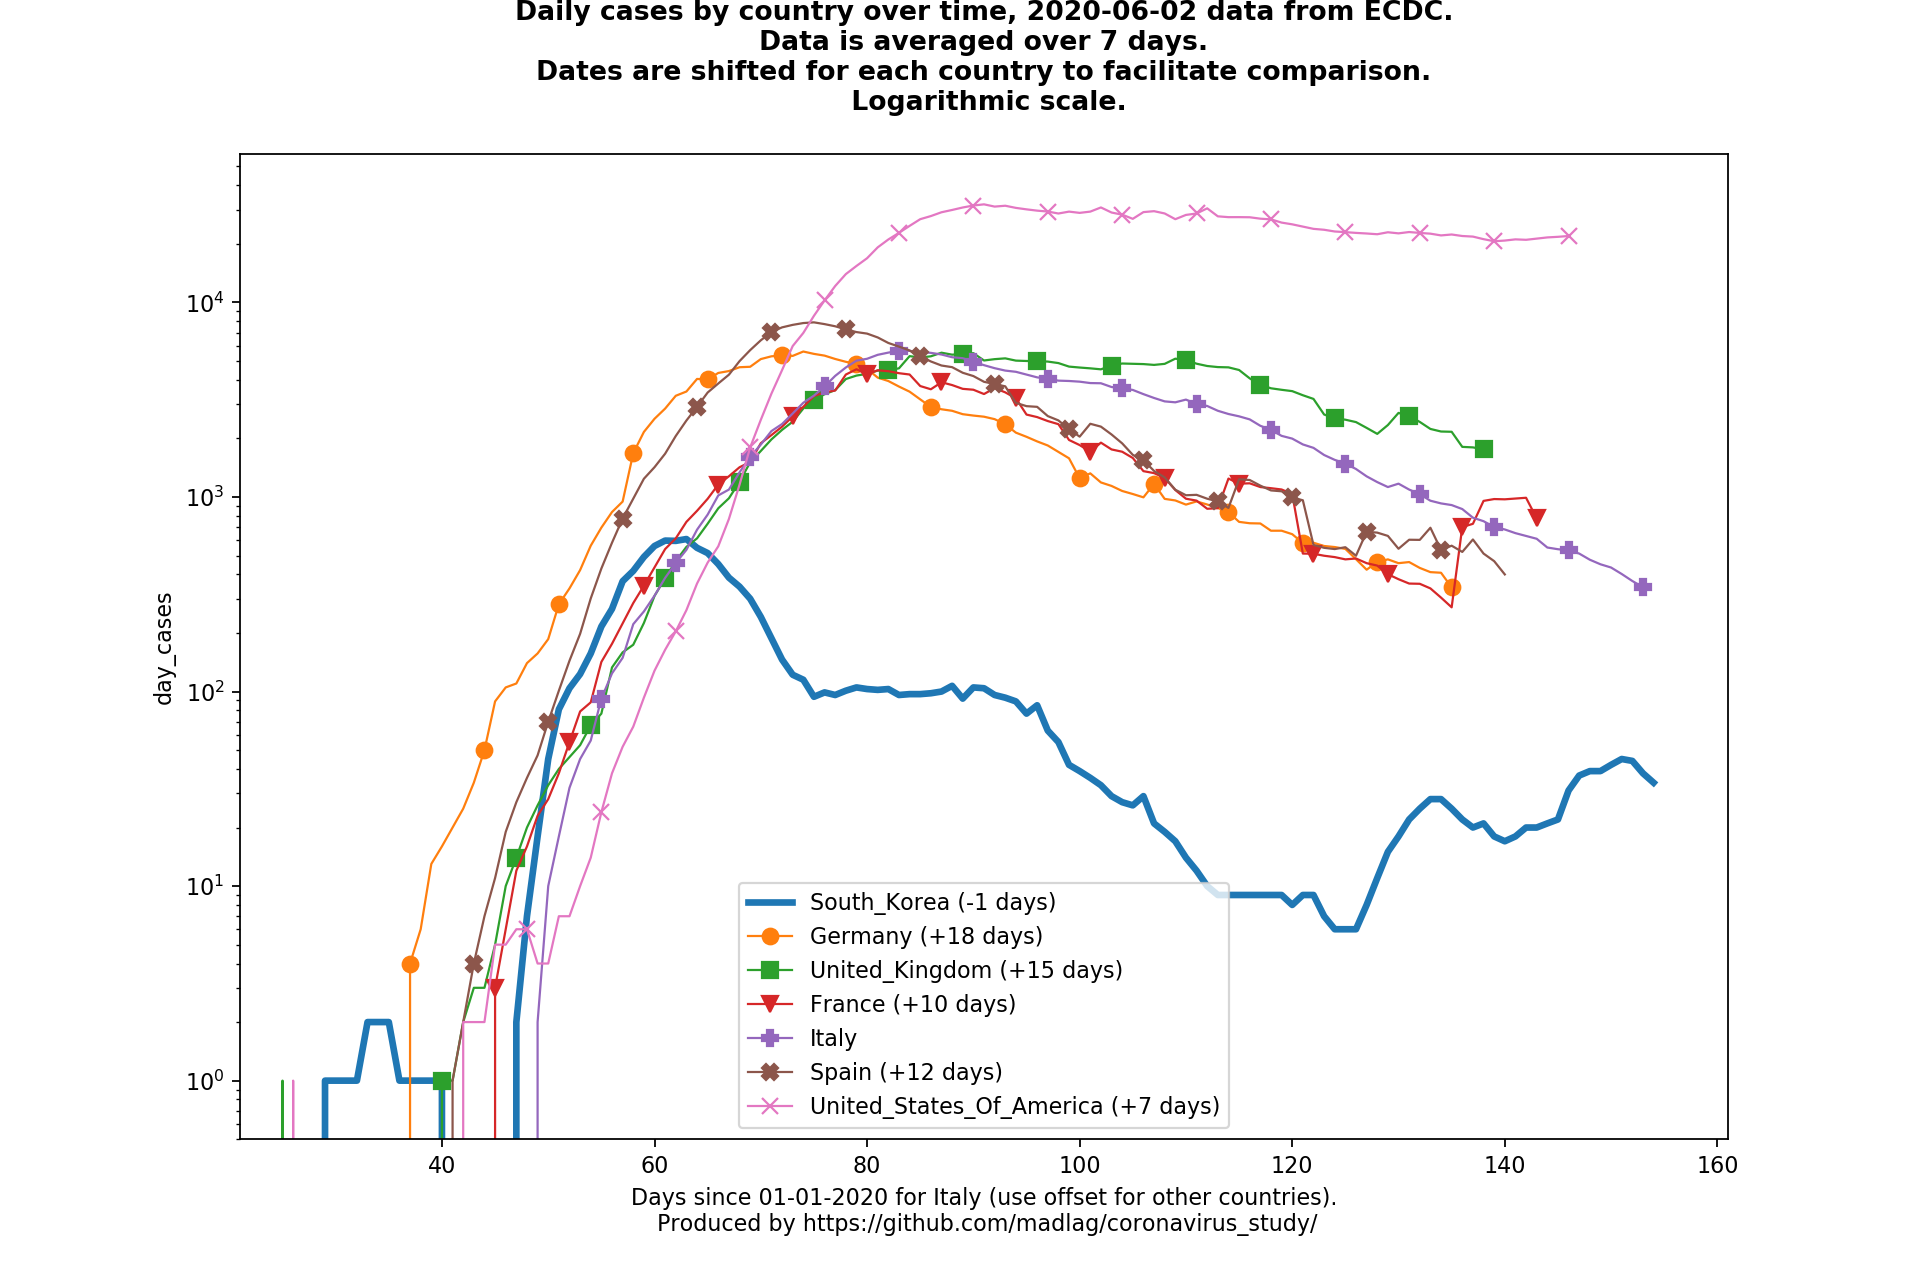 Daily cases by country over time, 2020-06-02 data from ECDC.
Data is averaged over 7 days.
Dates are shifted for each country to facilitate comparison.
Logarithmic scale.
day_cases
10⁴
10³
10²
10¹
10⁰
South_Korea (-1 days)
Germany (+18 days)
United_Kingdom (+15 days)
France (+10 days)
Italy
Spain (+12 days)
United_States_Of_America (+7 days)
40 60 80 100 120 140 160
Days since 01-01-2020 for Italy (use offset for other countries).
Produced by https://github.com/madlag/coronavirus_study/